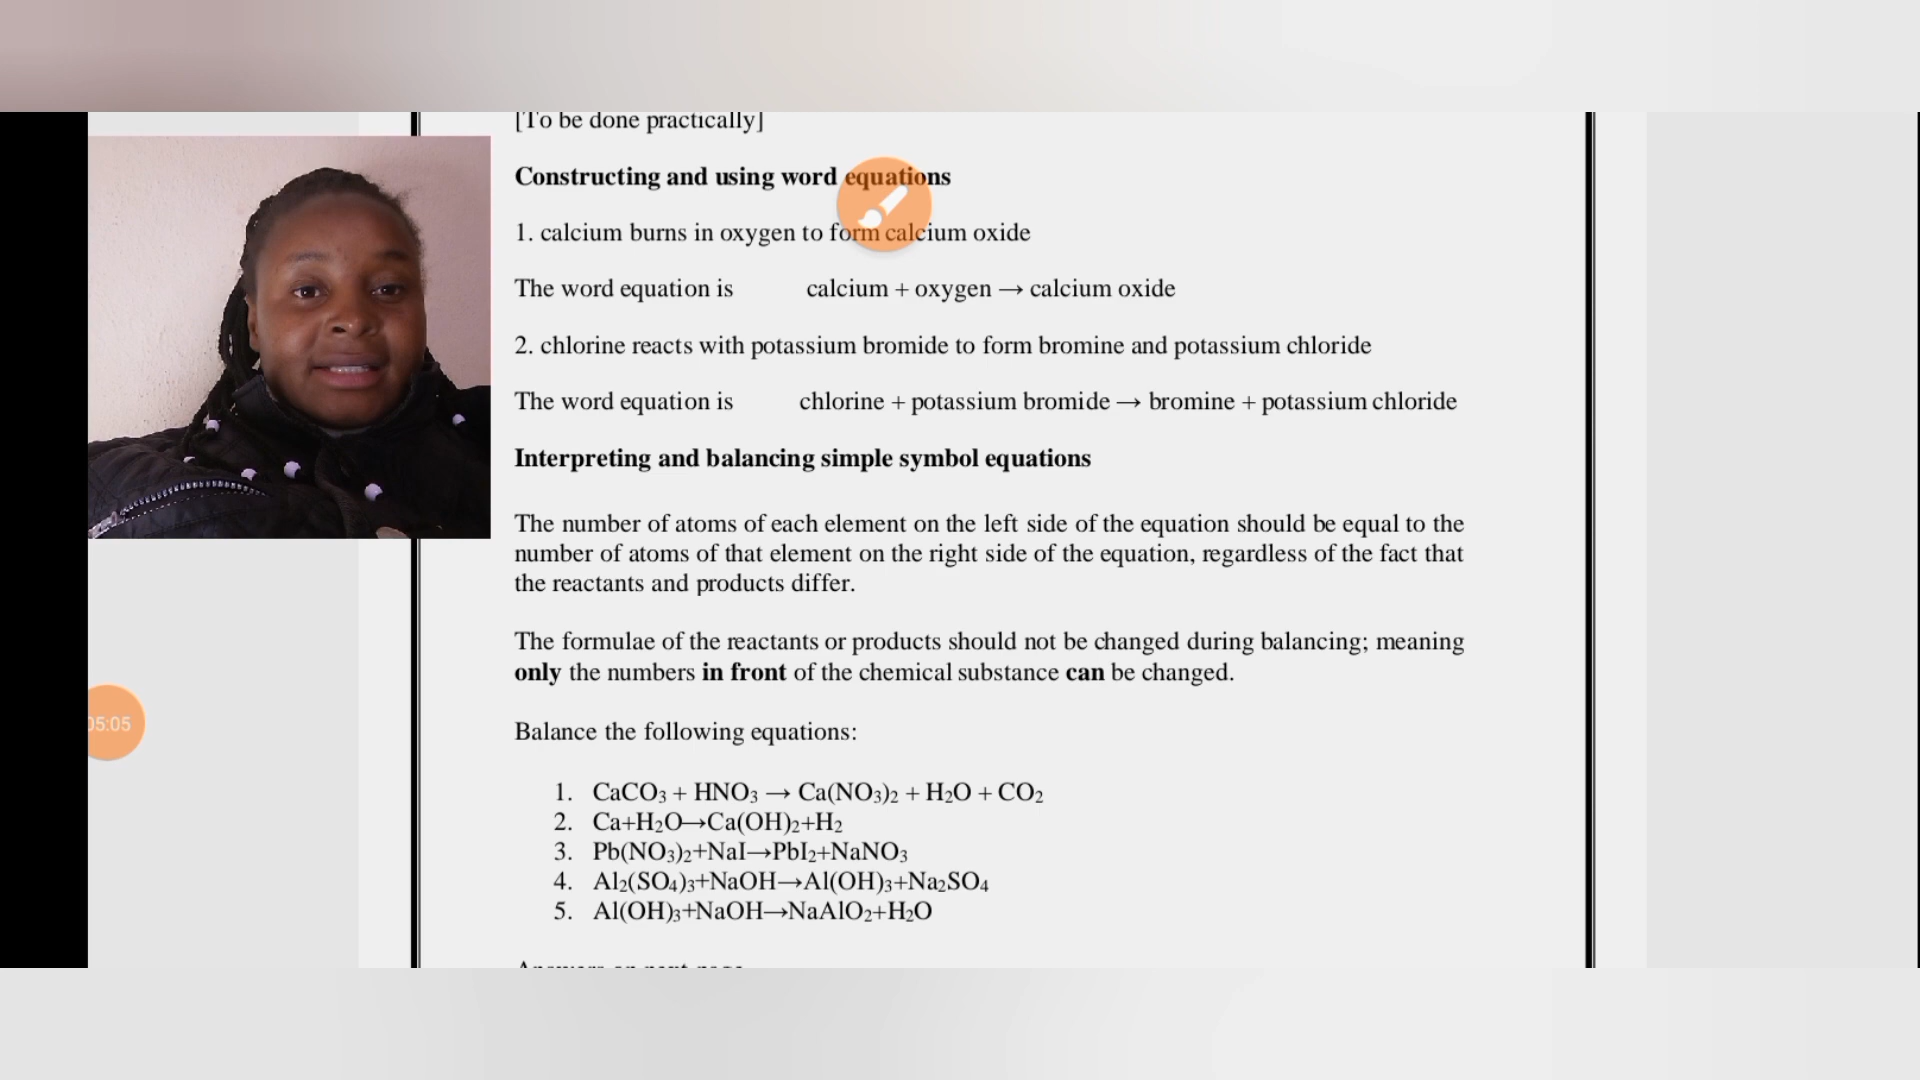 [To be done practically]
Constructing and using word equations
1. calcium burns in oxygen to form calcium oxide
The word equation is calcium + oxygen → calcium oxide
2. chlorine reacts with potassium bromide to form bromine and potassium chloride
The word equation is chlorine + potassium bromide → bromine + potassium chloride
Interpreting and balancing simple symbol equations
The number of atoms of each element on the left side of the equation should be equal to the
number of atoms of that element on the right side of the equation, regardless of the fact that
the reactants and products differ.
The formulae of the reactants or products should not be changed during balancing; meaning
only the numbers in front of the chemical substance can be changed.
05:05
Balance the following equations:
1. CaCO₃ + HNO₃ → Ca(NO₃)₂ + H₂O + CO₂
2. Ca+H₂O→Ca(OH)₂+H₂
3. Pb(NO₃)₂+NaI→PbI₂+NaNO₃
4. Al₂(SO₄)₃+NaOH→Al(OH)₃+Na₂SO₄
5. Al(OH)₃+NaOH→NaAlO₂+H₂O